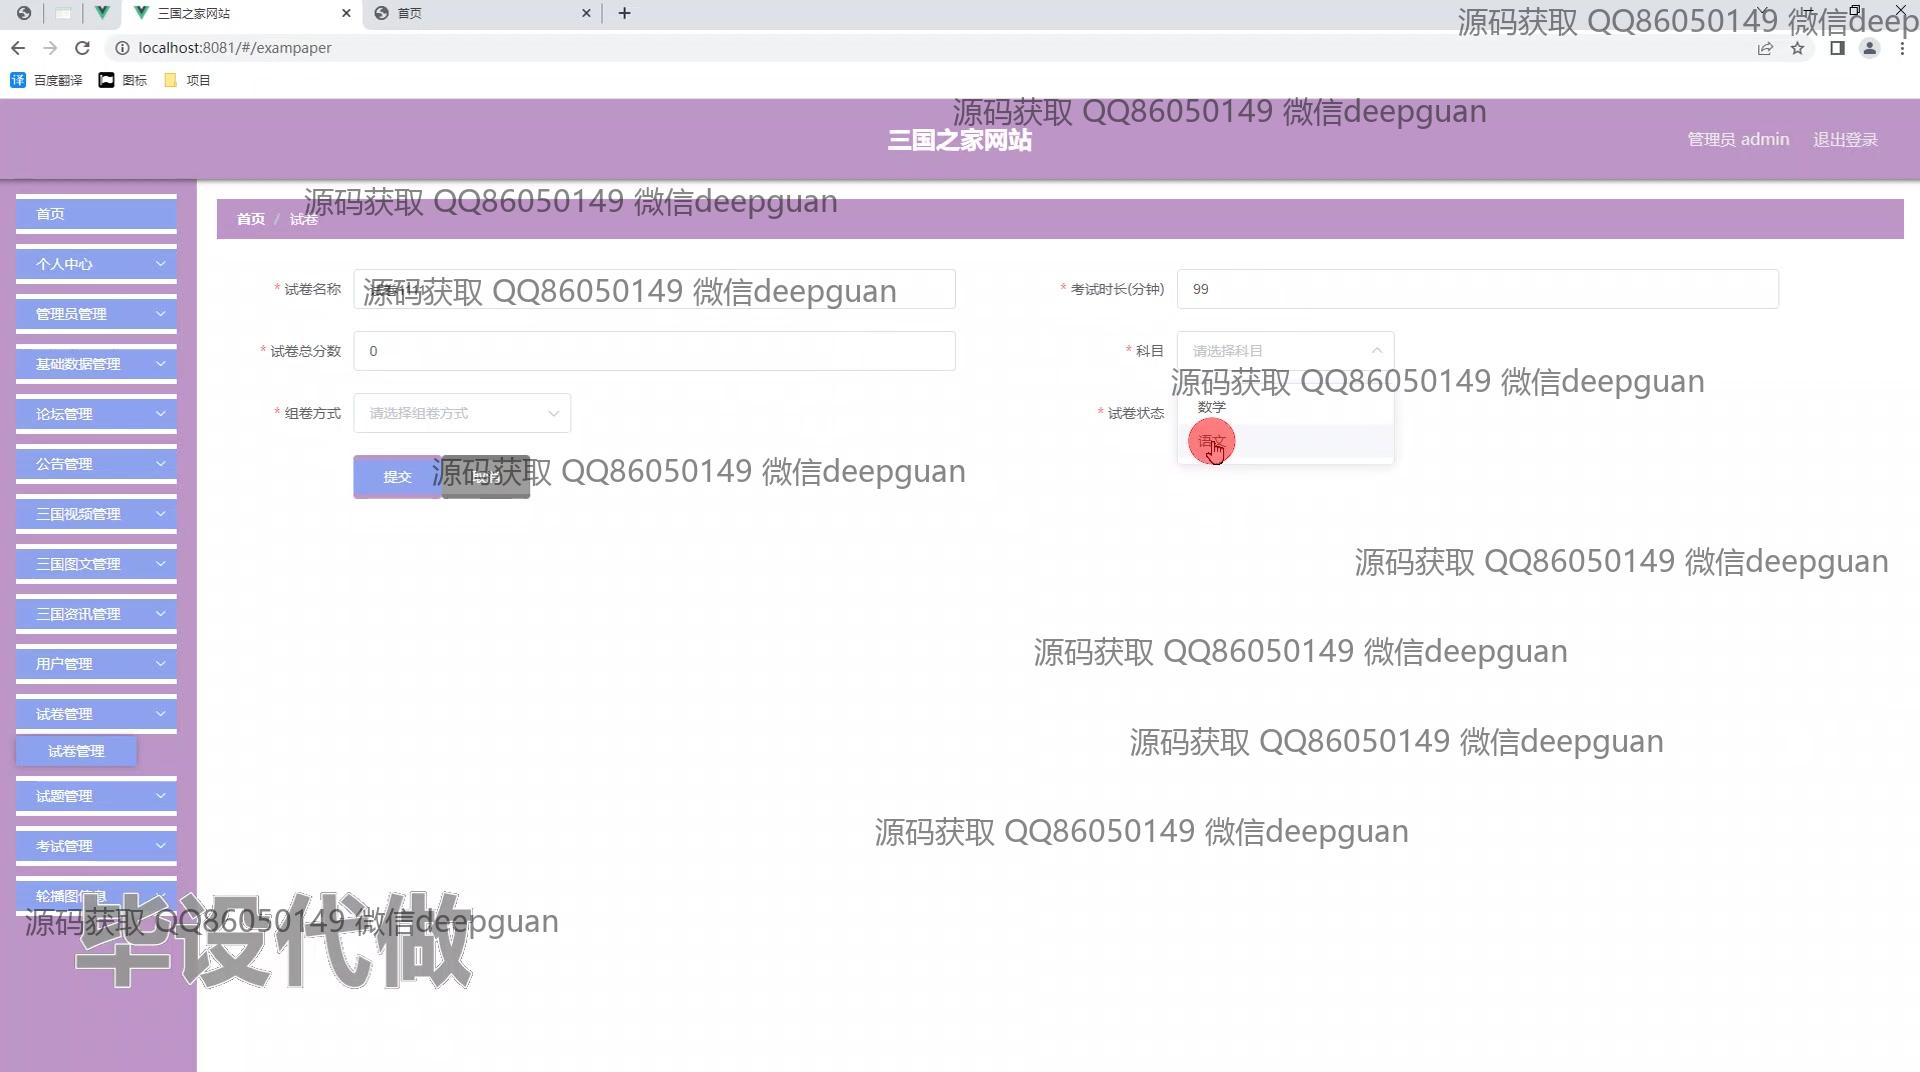 三国之家网站
首页
localhost:8081/#/exampaper
百度翻译
图标
项目
源码获取 QQ86050149 微信deep
源码获取 QQ86050149 微信deepguan
三国之家网站
管理员 admin
退出登录
源码获取 QQ86050149 微信deepguan
首页 / 试卷
首页
个人中心
管理员管理
基础数据管理
论坛管理
公告管理
三国视频管理
三国图文管理
三国资讯管理
用户管理
试卷管理
试卷管理
试题管理
考试管理
轮播图信息
* 试卷名称
源码获取 QQ86050149 微信deepguan
* 考试时长(分钟)
99
* 试卷总分数
0
* 科目
请选择科目
源码获取 QQ86050149 微信deepguan
数学
语文
* 组卷方式
请选择组卷方式
* 试卷状态
提交
取消
源码获取 QQ86050149 微信deepguan
源码获取 QQ86050149 微信deepguan
源码获取 QQ86050149 微信deepguan
源码获取 QQ86050149 微信deepguan
源码获取 QQ86050149 微信deepguan
源码获取 QQ86050149 微信deepguan
毕设代做